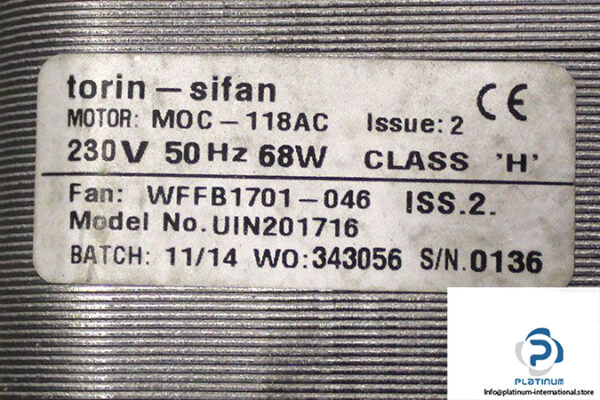 torin-sifan CE
MOTOR: MOC-118AC Issue: 2
230V 50Hz 68W CLASS 'H'
Fan: WFFB1701-046 ISS.2.
Model No. UIN201716
BATCH: 11/14 WO: 343056 S/N. 0136
PLATINUM
Info@platinum-international.store